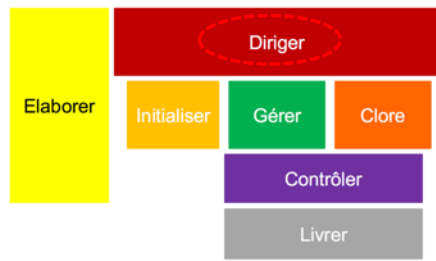 Diriger
Elaborer
Initialiser
Gérer
Clore
Contrôler
Livrer